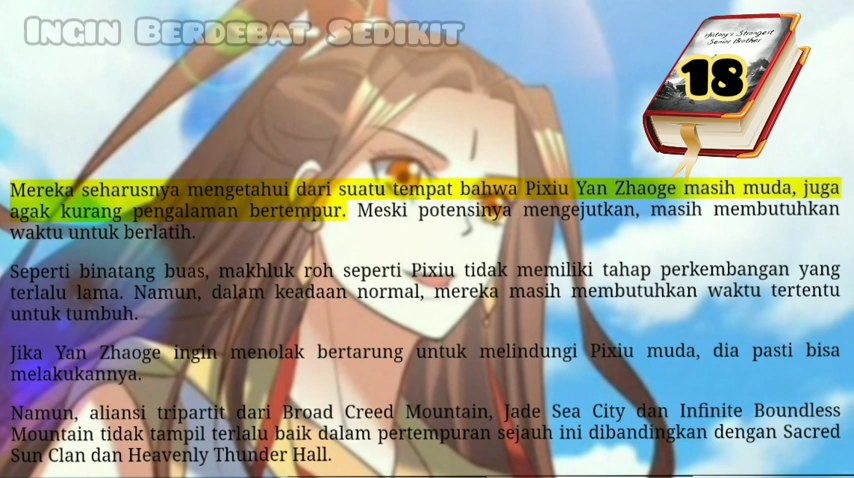 Ingin Berdebat Sedikit
History's Strongest
Senior Brother
18
Mereka seharusnya mengetahui dari suatu tempat bahwa Pixiu Yan Zhaoge masih muda, juga
agak kurang pengalaman bertempur. Meski potensinya mengejutkan, masih membutuhkan
waktu untuk berlatih.
Seperti binatang buas, makhluk roh seperti Pixiu tidak memiliki tahap perkembangan yang
terlalu lama. Namun, dalam keadaan normal, mereka masih membutuhkan waktu tertentu
untuk tumbuh.
Jika Yan Zhaoge ingin menolak bertarung untuk melindungi Pixiu muda, dia pasti bisa
melakukannya.
Namun, aliansi tripartit dari Broad Creed Mountain, Jade Sea City dan Infinite Boundless
Mountain tidak tampil terlalu baik dalam pertempuran sejauh ini dibandingkan dengan Sacred
Sun Clan dan Heavenly Thunder Hall.